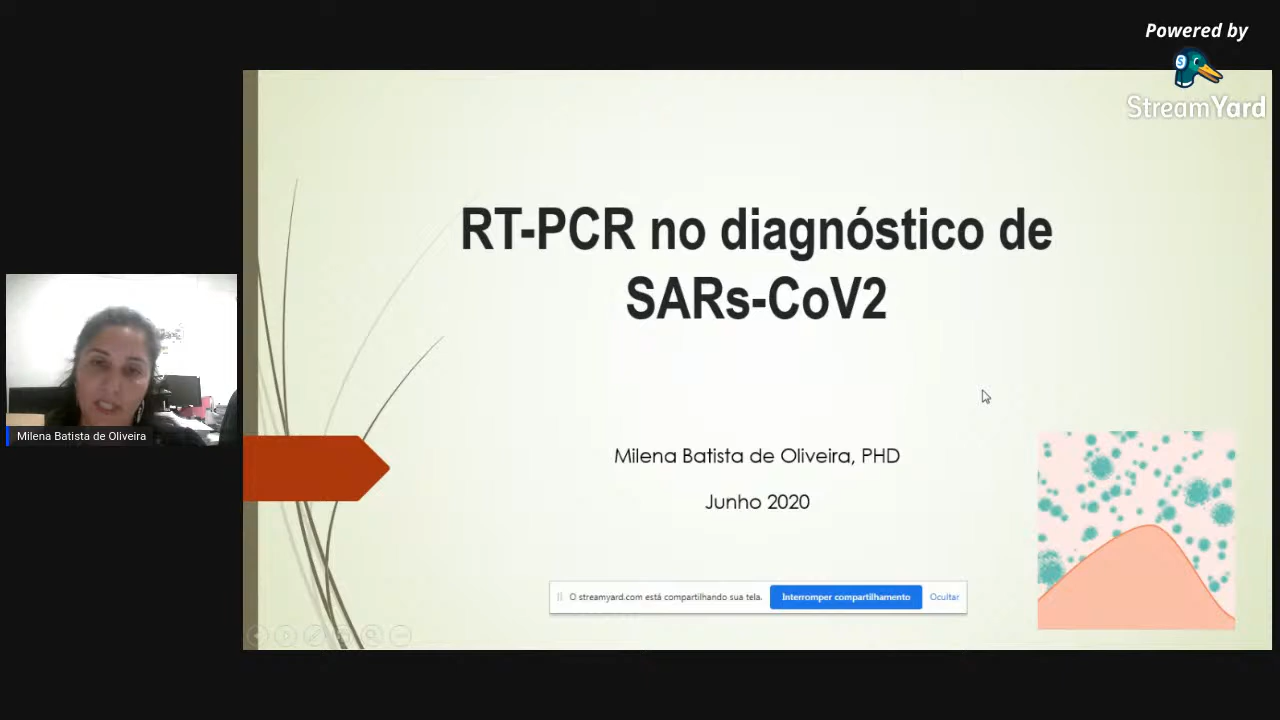 Powered by
StreamYard
RT-PCR no diagnóstico de
SARs-CoV2
Milena Batista de Oliveira, PHD
Junho 2020
Milena Batista de Oliveira
O streamyard.com está compartilhando sua tela. Interromper compartilhamento Ocultar